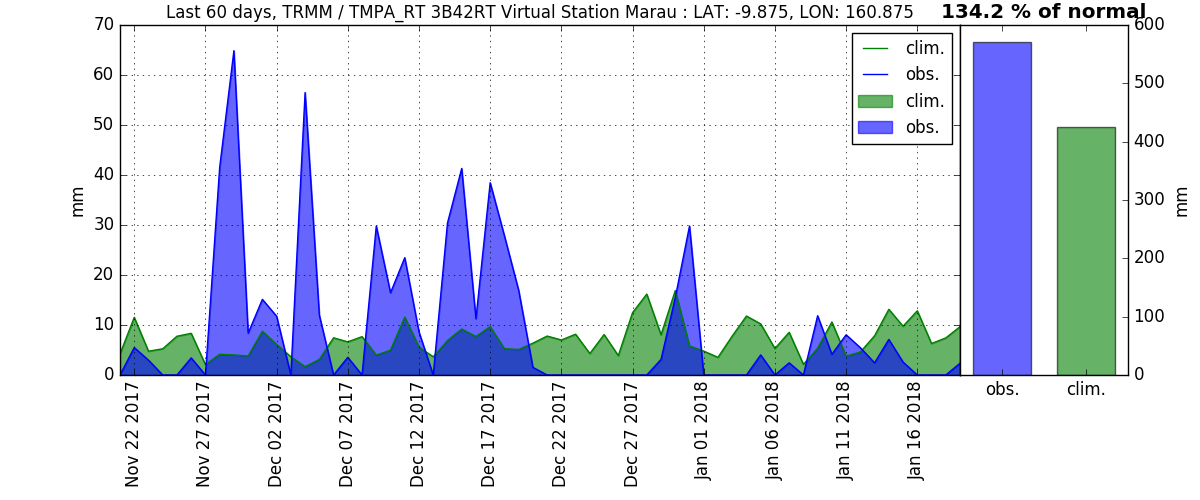 Last 60 days, TRMM / TMPA_RT 3B42RT Virtual Station Marau : LAT: -9.875, LON: 160.875
134.2 % of normal
70
60
50
40
30
20
10
0
mm
clim.
obs.
clim.
obs.
Nov 22 2017
Nov 27 2017
Dec 02 2017
Dec 07 2017
Dec 12 2017
Dec 17 2017
Dec 22 2017
Dec 27 2017
Jan 01 2018
Jan 06 2018
Jan 11 2018
Jan 16 2018
600
500
400
300
200
100
0
mm
obs.
clim.